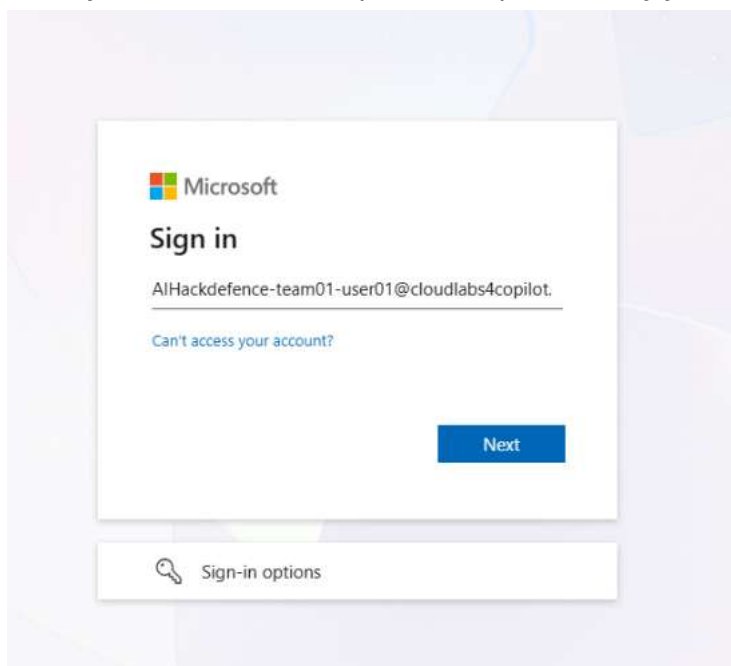 Microsoft
Sign in
AIHackdefence-team01-user01@cloudlabs4copilot.
Can't access your account?
Next
Sign-in options